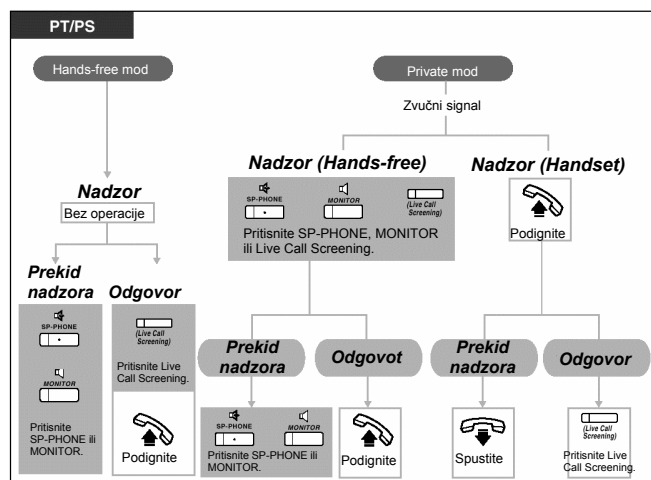 PT/PS
Hands-free mod
Private mod
Zvučni signal
Nadzor (Hands-free)
Nadzor (Handset)
SP-PHONE
MONITOR
(Live Call
Screening)
Pritisnite SP-PHONE, MONITOR
ili Live Call Screening.
Podignite
Nadzor
Bez operacije
Prekid
nadzora
Odgovor
SP-PHONE
MONITOR
Pritisnite
SP-PHONE ili
MONITOR.
(Live Call
Screening)
Pritisnite Live
Call Screening.
Podignite
Prekid
nadzora
Odgovot
SP-PHONE
MONITOR
Pritisnite SP-PHONE ili
MONITOR.
Podignite
Prekid
nadzora
Odgovor
Spustite
(Live Call
Screening)
Pritisnite Live
Call Screening.